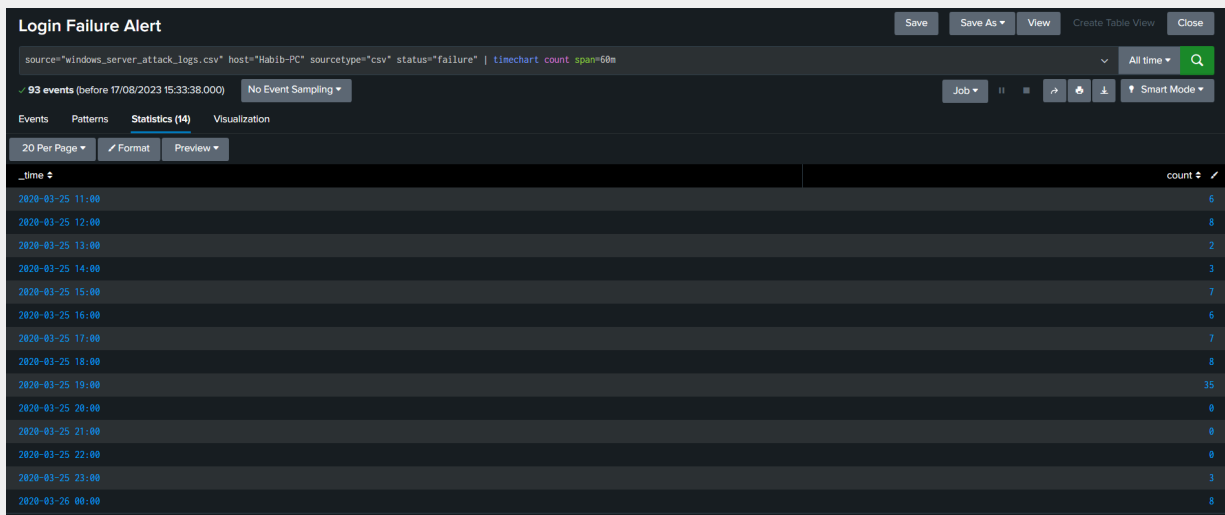 Login Failure Alert Save Save As View Create Table View Close
source="windows_server_attack_logs.csv" host="Habib-PC" sourcetype="csv" status="failure" | timechart count span=60m All time
93 events (before 17/08/2023 15:33:38.000) No Event Sampling Job Smart Mode
Events Patterns Statistics (14) Visualization
20 Per Page Format Preview
_time count
2020-03-25 11:00 6
2020-03-25 12:00 8
2020-03-25 13:00 2
2020-03-25 14:00 3
2020-03-25 15:00 7
2020-03-25 16:00 6
2020-03-25 17:00 7
2020-03-25 18:00 8
2020-03-25 19:00 35
2020-03-25 20:00 0
2020-03-25 21:00 0
2020-03-25 22:00 0
2020-03-25 23:00 3
2020-03-26 00:00 8